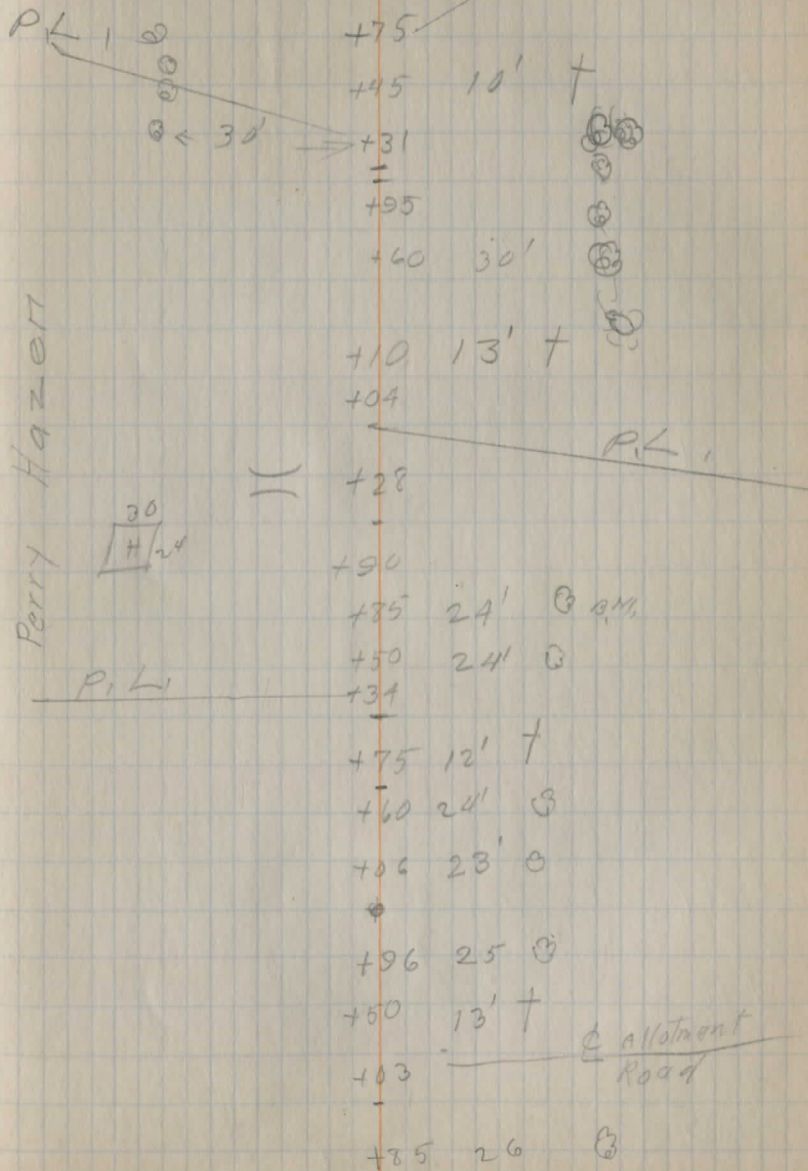 P.L.
+75
+45 10' †
30' +31
+95
+60 30'
+10 13' †
+04
P.L.
+28
Perry Hazen
30
H 24
+90
+85 24' B.M.
+50 24'
P.L. +34
+75 12' †
+60 24'
+06 23'
+96 25
+50 13' †
℄ Allotment
Road
+03
+85 26